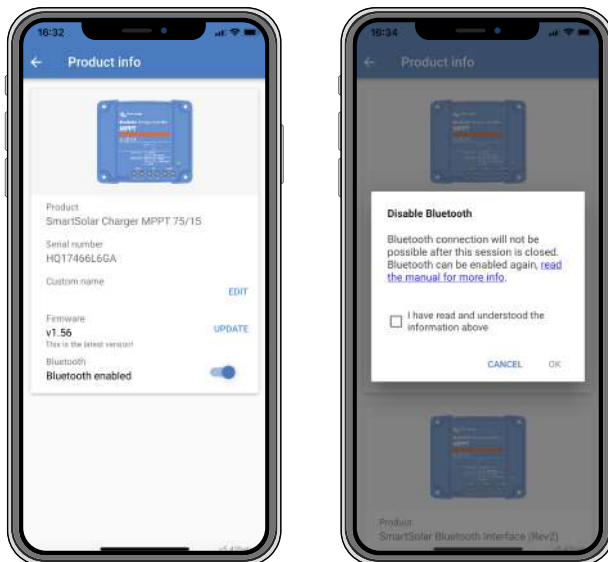 16:32
Product info
MPPT
Product
SmartSolar Charger MPPT 75/15
Serial number
HQ17466L6GA
Custom name
EDIT
Firmware
v1.56
UPDATE
This is the latest version!
Bluetooth
Bluetooth enabled
16:34
Product info
Disable Bluetooth
Bluetooth connection will not be
possible after this session is closed.
Bluetooth can be enabled again, read
the manual for more info.
I have read and understood the
information above
CANCEL
OK
Product
SmartSolar Bluetooth Interface (Rev2)